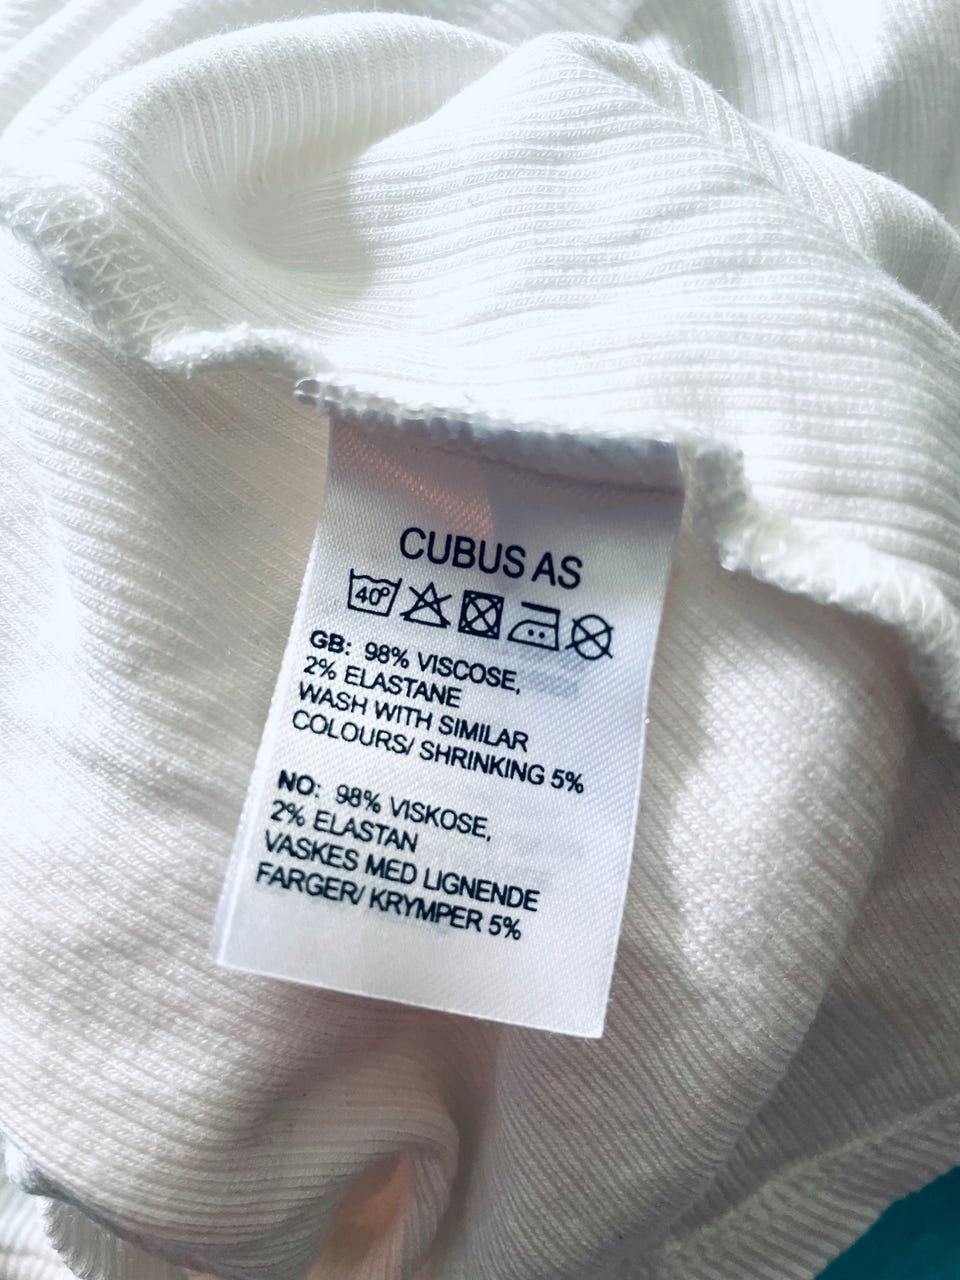 CUBUS AS
40°
GB: 98% VISCOSE,
2% ELASTANE
WASH WITH SIMILAR
COLOURS/ SHRINKING 5%
NO: 98% VISKOSE,
2% ELASTAN
VASKES MED LIGNENDE
FARGER/ KRYMPER 5%